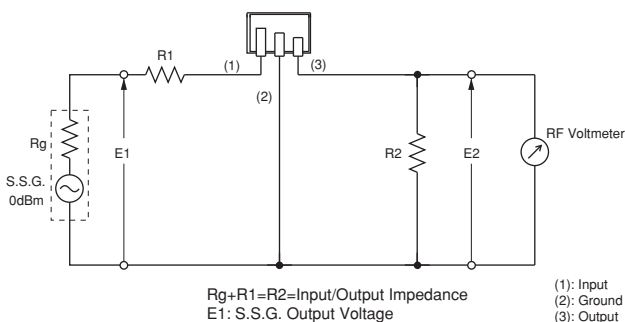 R1
(1)
(3)
(2)
Rg
E1
R2
E2
RF Voltmeter
S.S.G.
0dBm
Rg+R1=R2=Input/Output Impedance
E1: S.S.G. Output Voltage
(1): Input
(2): Ground
(3): Output